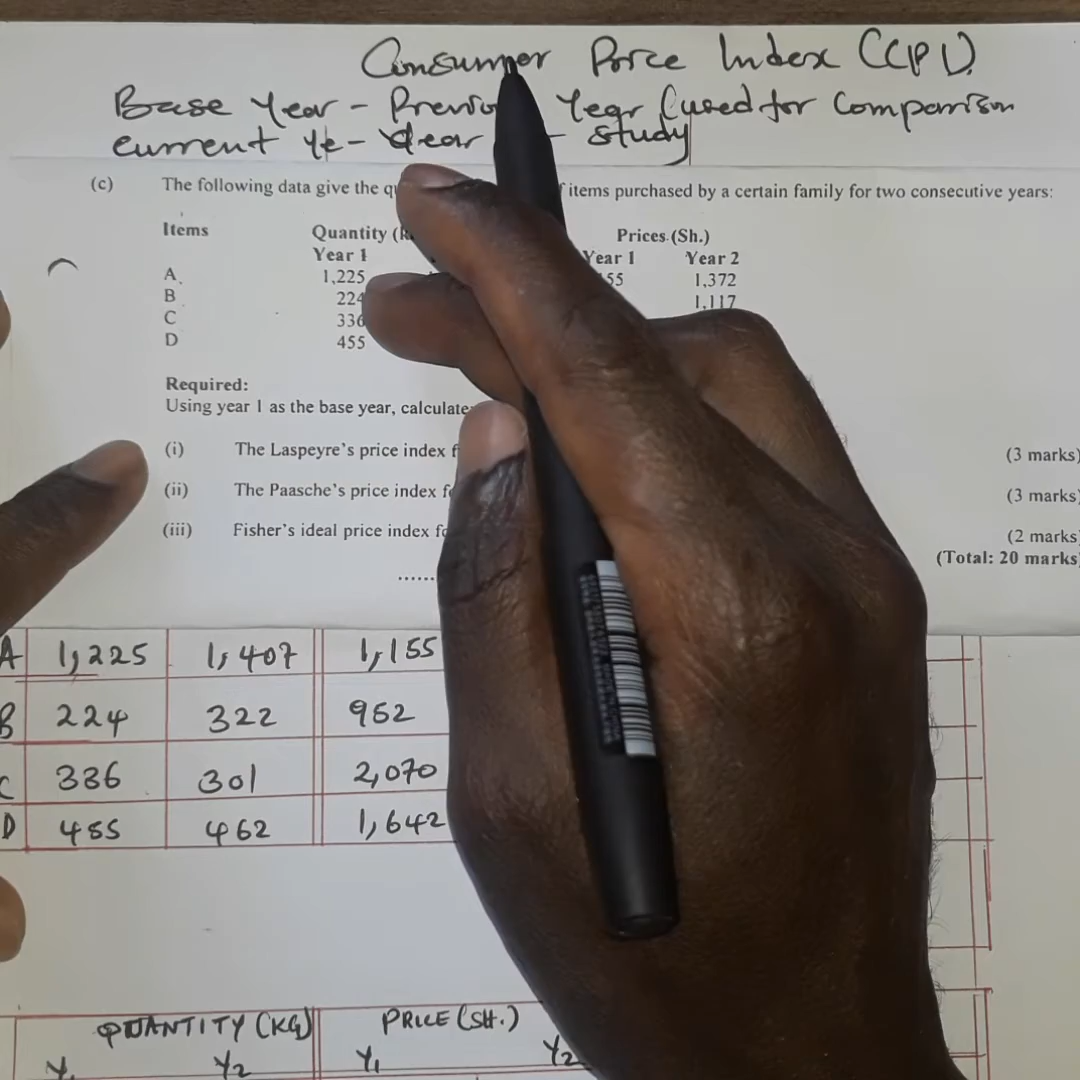 Consumer Price Index (CPI).
Base Year - Previou Year (used for Comparison
current Yr - Year - study
(c) The following data give the q items purchased by a certain family for two consecutive years:
Items Quantity Prices (Sh.)
Year 1 Year 1 Year 2
A 1,225 55 1,372
B 224 1,117
C 336
D 455
Required:
Using year 1 as the base year, calculate
(i) The Laspeyre's price index f (3 marks)
(ii) The Paasche's price index f (3 marks)
(iii) Fisher's ideal price index fo (2 marks)
(Total: 20 marks)
A 1,225 1,407 1,155
B 224 322 952
C 336 301 2,070
D 455 462 1,642
QUANTITY (KG) PRICE (SH.)
Y1 Y2 Y1 Y2